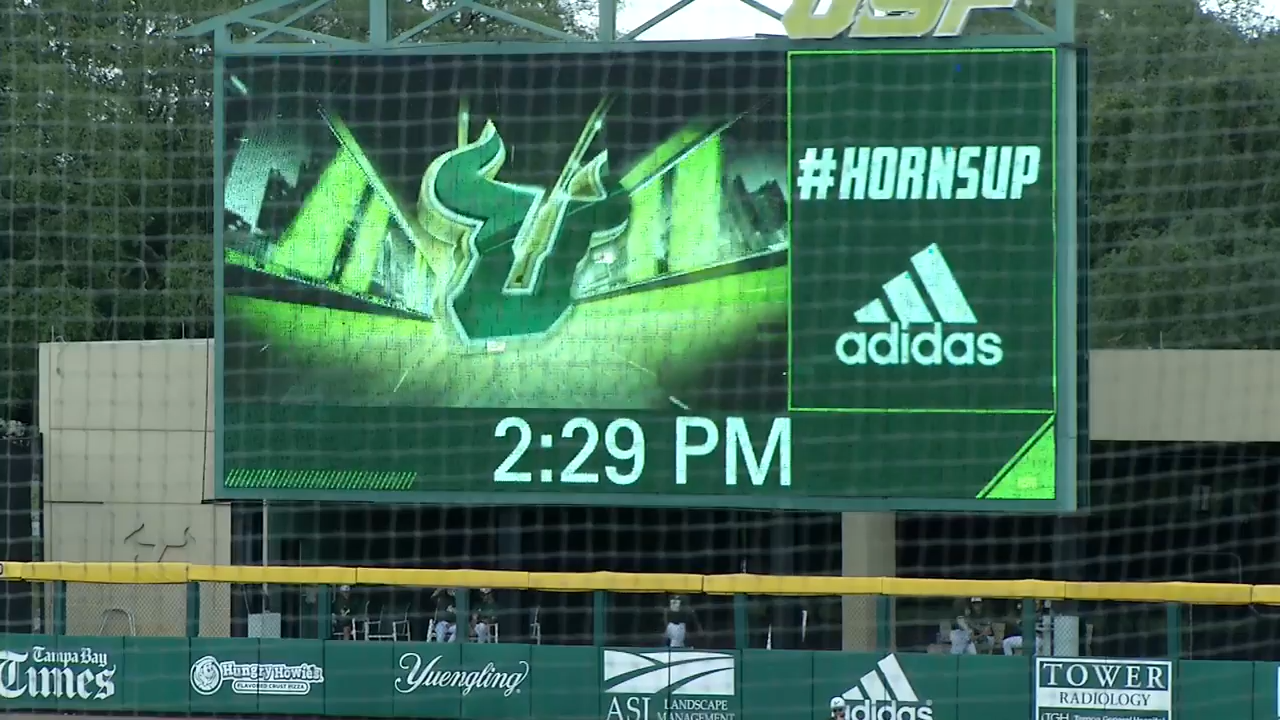 USF
#HORNSUP
adidas
2:29 PM
Tampa Bay
Times
Hungry Howie's
FLAVORED CRUST PIZZA
Yuengling
ASI LANDSCAPE
MANAGEMENT
adidas
TOWER
RADIOLOGY